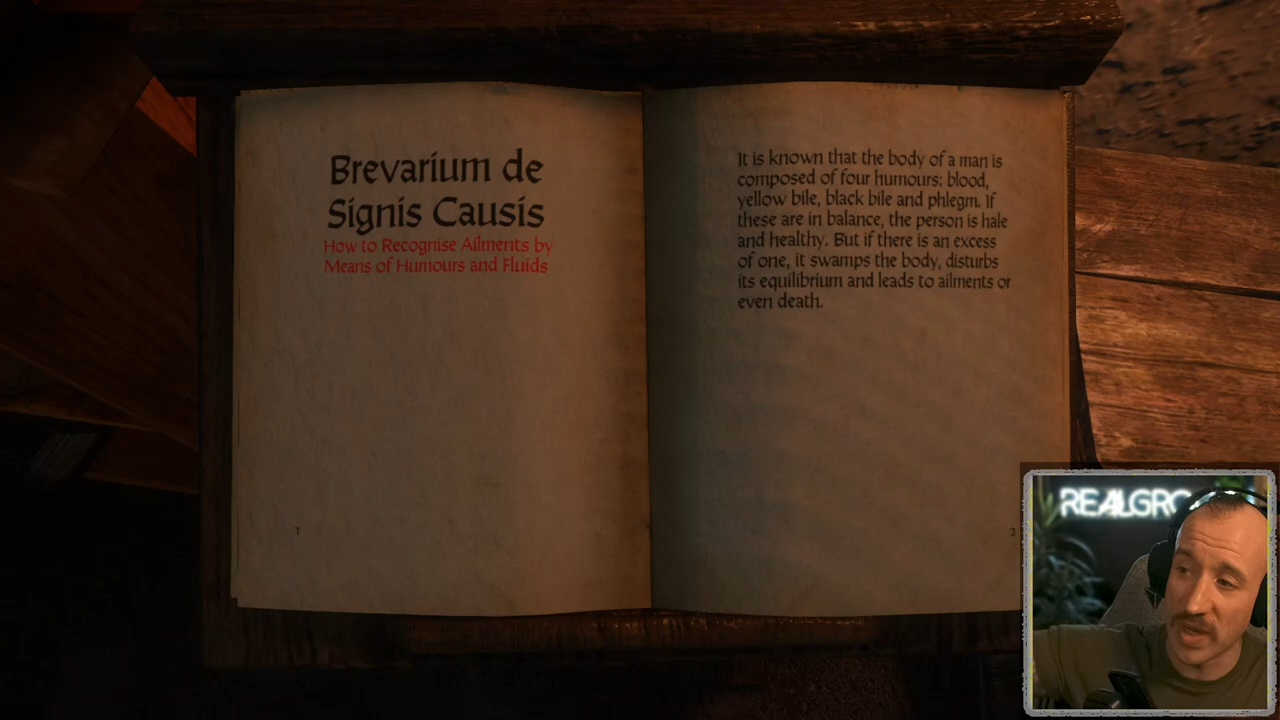 Brevarium de
Signis Causis
How to Recognise Ailments by
Means of Humours and Fluids
1
It is known that the body of a man is
composed of four humours: blood,
yellow bile, black bile and phlegm. If
these are in balance, the person is hale
and healthy. But if there is an excess
of one, it swamps the body, disturbs
its equilibrium and leads to ailments or
even death.
2